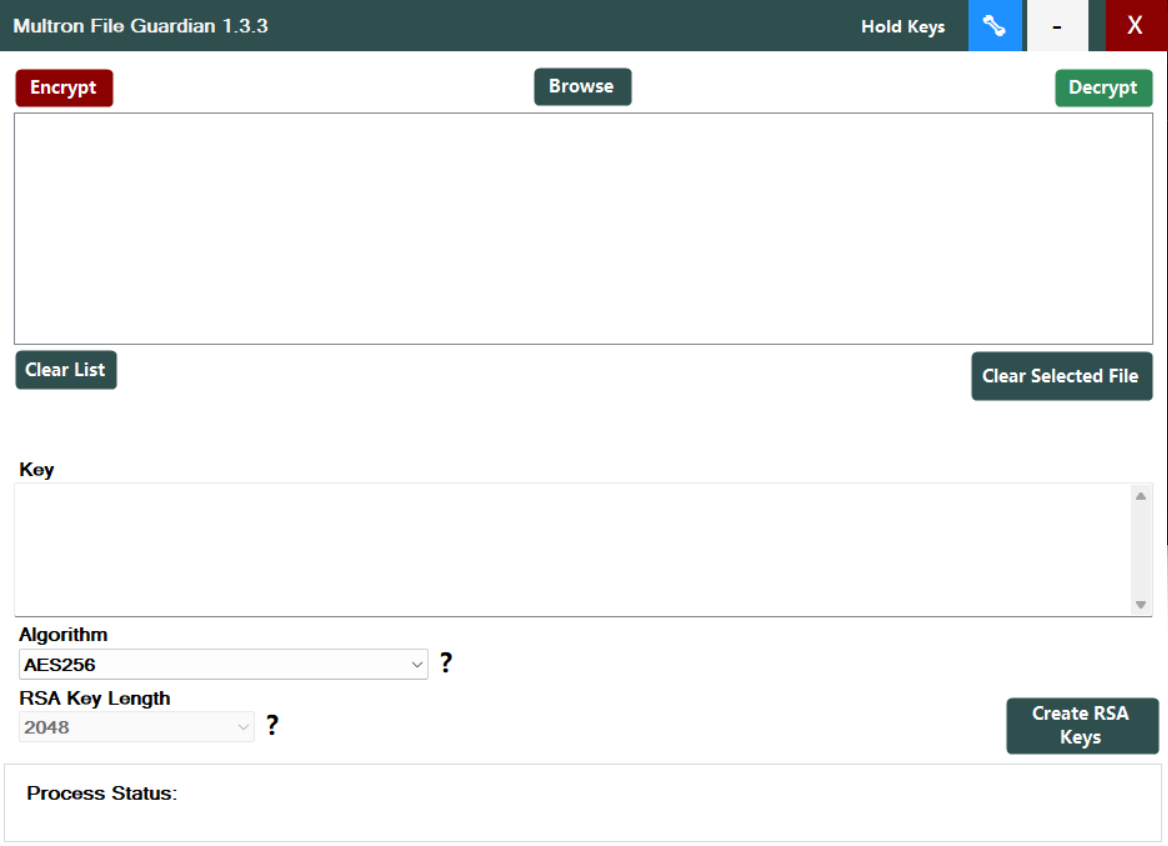 Multron File Guardian 1.3.3
Hold Keys
-
X
Encrypt
Browse
Decrypt
Clear List
Clear Selected File
Key
Algorithm
AES256
?
RSA Key Length
2048
?
Create RSA
Keys
Process Status: